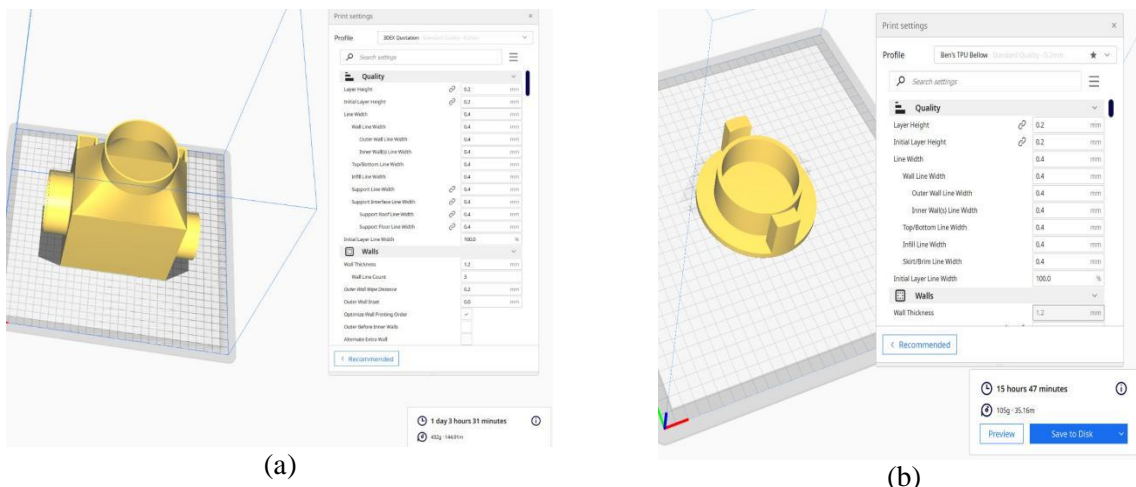 Print settings ×
Profile 3DEX Quotation Standard Quality - 0.2mm
Search settings
Quality
Layer Height 0.2 mm
Initial Layer Height 0.2 mm
Line Width 0.4 mm
Wall Line Width 0.4 mm
Outer Wall Line Width 0.4 mm
Inner Wall(s) Line Width 0.4 mm
Top/Bottom Line Width 0.4 mm
Infill Line Width 0.4 mm
Support Line Width 0.4 mm
Support Interface Line Width 0.4 mm
Support Roof Line Width 0.4 mm
Support Floor Line Width 0.4 mm
Initial Layer Line Width 100.0 %
Walls
Wall Thickness 1.2 mm
Wall Line Count 3
Outer Wall Wipe Distance 0.2 mm
Outer Wall Inset 0.0 mm
Optimize Wall Printing Order
Outer Before Inner Walls
Alternate Extra Wall
< Recommended
1 day 3 hours 31 minutes
(a)
Print settings ×
Profile Ben's TPU Bellow Standard Quality - 0.2mm
Search settings
Quality
Layer Height 0.2 mm
Initial Layer Height 0.2 mm
Line Width 0.4 mm
Wall Line Width 0.4 mm
Outer Wall Line Width 0.4 mm
Inner Wall(s) Line Width 0.4 mm
Top/Bottom Line Width 0.4 mm
Infill Line Width 0.4 mm
Skirt/Brim Line Width 0.4 mm
Initial Layer Line Width 100.0 %
Walls
Wall Thickness 1.2 mm
< Recommended
15 hours 47 minutes
105g · 35.16m
Preview Save to Disk
(b)